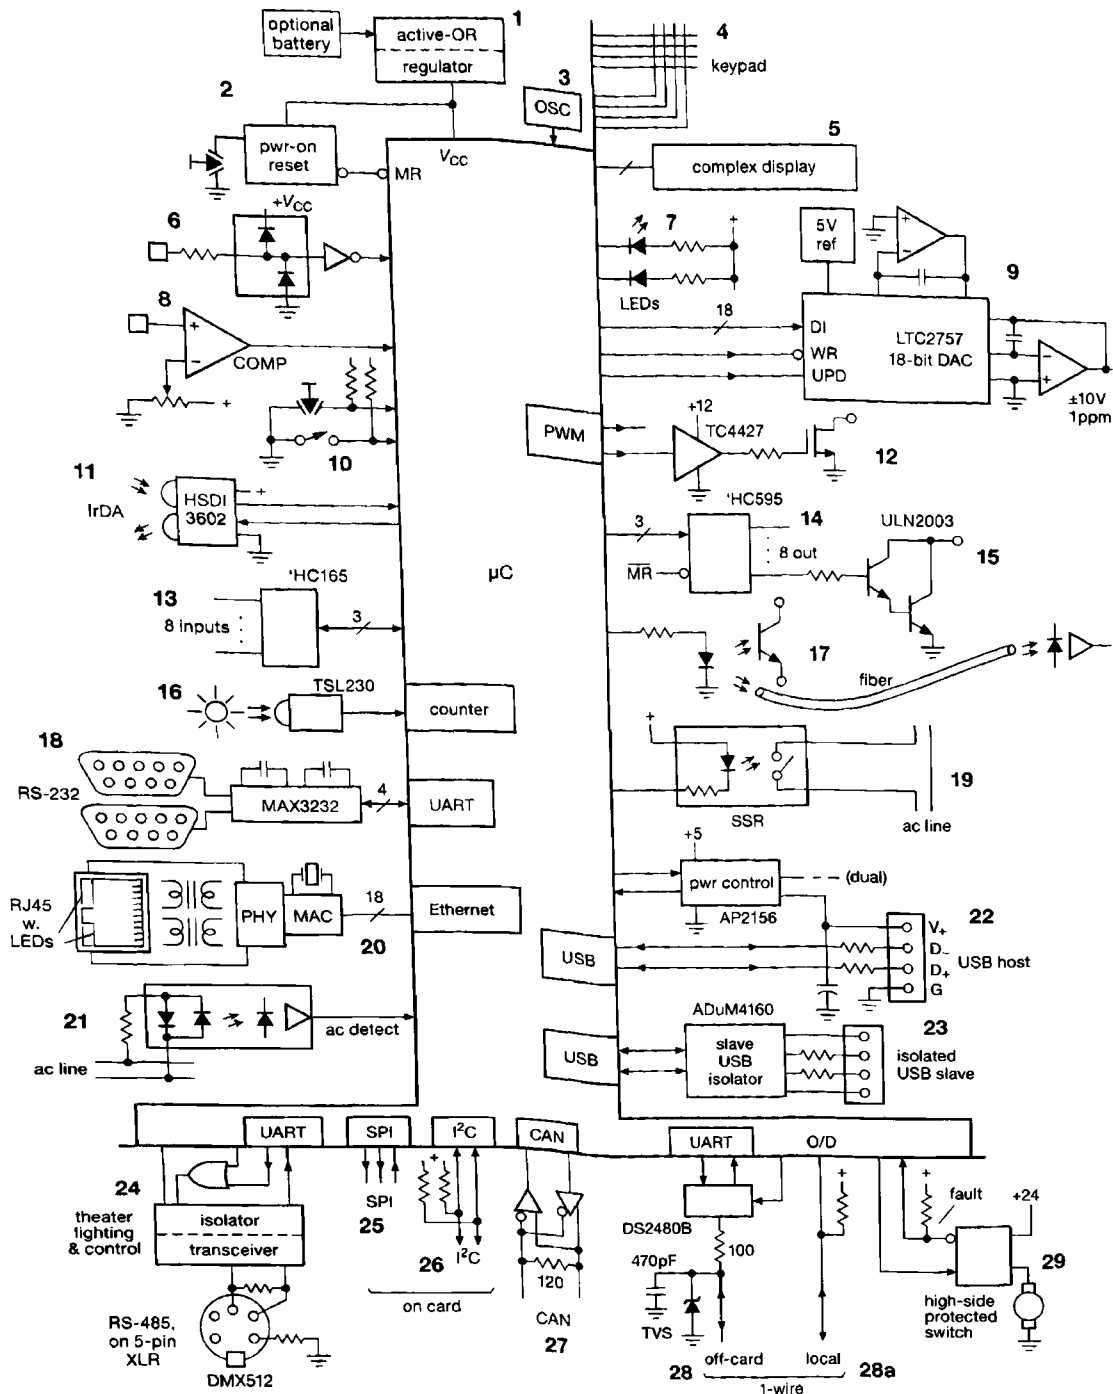 optional
battery
active-OR
regulator
1
2
3
OSC
4
keypad
pwr-on
reset
VCC
MR
5
complex display
+VCC
6
7
+
LEDs
5V
ref
+
−
9
8
+
−
COMP
+
18
DI
WR
UPD
LTC2757
18-bit DAC
−
+
±10V
1ppm
10
PWM
+12
TC4427
12
11
IrDA
HSDI
3602
+
'HC595
3
MR
14
8 out
ULN2003
15
µC
13
8 inputs
'HC165
3
17
fiber
16
TSL230
counter
18
RS-232
MAX3232
4
UART
+
SSR
19
ac line
RJ45
w.
LEDs
PHY
MAC
18
20
Ethernet
+5
pwr control
(dual)
AP2156
22
V+
D−
D+
G
USB host
USB
21
ac line
ac detect
USB
ADuM4160
slave
USB
isolator
23
isolated
USB slave
UART
SPI
I²C
CAN
UART
O/D
24
theater
lighting
& control
isolator
transceiver
SPI
25
+
26
I²C
on card
120
CAN
27
DS2480B
100
470pF
TVS
28
off-card
local
28a
1-wire
+
+
fault
+24
29
high-side
protected
switch
RS-485,
on 5-pin
XLR
DMX512